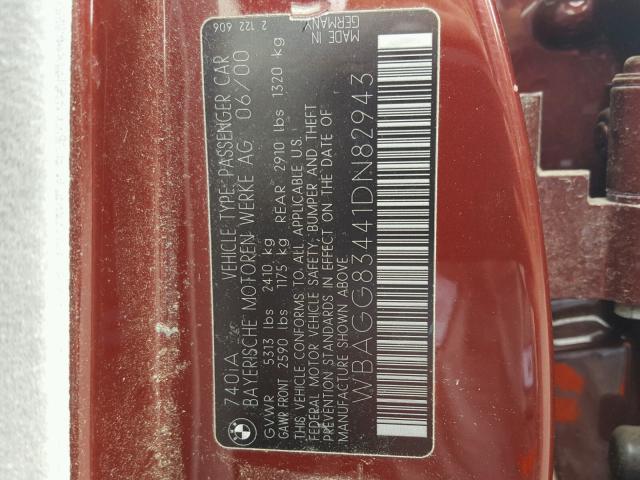 740iA VEHICLE TYPE: PASSENGER CAR
BAYERISCHE MOTOREN WERKE AG 06/00
GVWR 5313 lbs 2410 kg
GAWR FRONT 2590 lbs 1175 kg REAR 2910 lbs 1320 kg
THIS VEHICLE CONFORMS TO ALL APPLICABLE U.S.
FEDERAL MOTOR VEHICLE SAFETY, BUMPER AND THEFT
PREVENTION STANDARDS IN EFFECT ON THE DATE OF
MANUFACTURE SHOWN ABOVE.
WBAGG83441DN82943
2 122 606
MADE IN
GERMANY
BMW